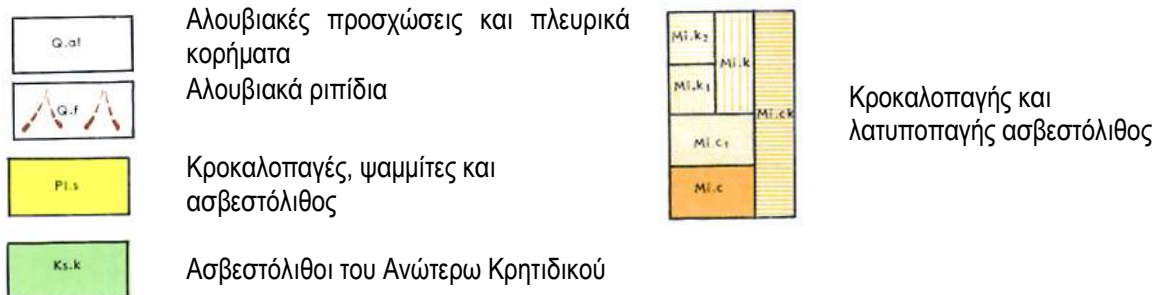 Q.al
Αλουβιακές προσχώσεις και πλευρικά
κορήματα
Q.f
Αλουβιακά ριπίδια
Pl.s
Κροκαλοπαγές, ψαμμίτες και
ασβεστόλιθος
Ks.k
Ασβεστόλιθοι του Ανώτερω Κρητιδικού
Mi.k₂
Mi.k
Mi.k₁
Mi.ck
Mi.c₁
Mi.c
Κροκαλοπαγής και
λατυποπαγής ασβεστόλιθος